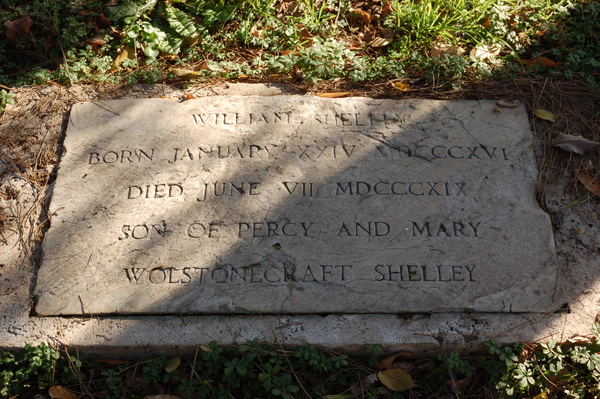 WILLIAM SHELLEY
BORN JANUARY XXIV MDCCCXVI
DIED JUNE VII MDCCCXIX
SON OF PERCY AND MARY
WOLSTONECRAFT SHELLEY